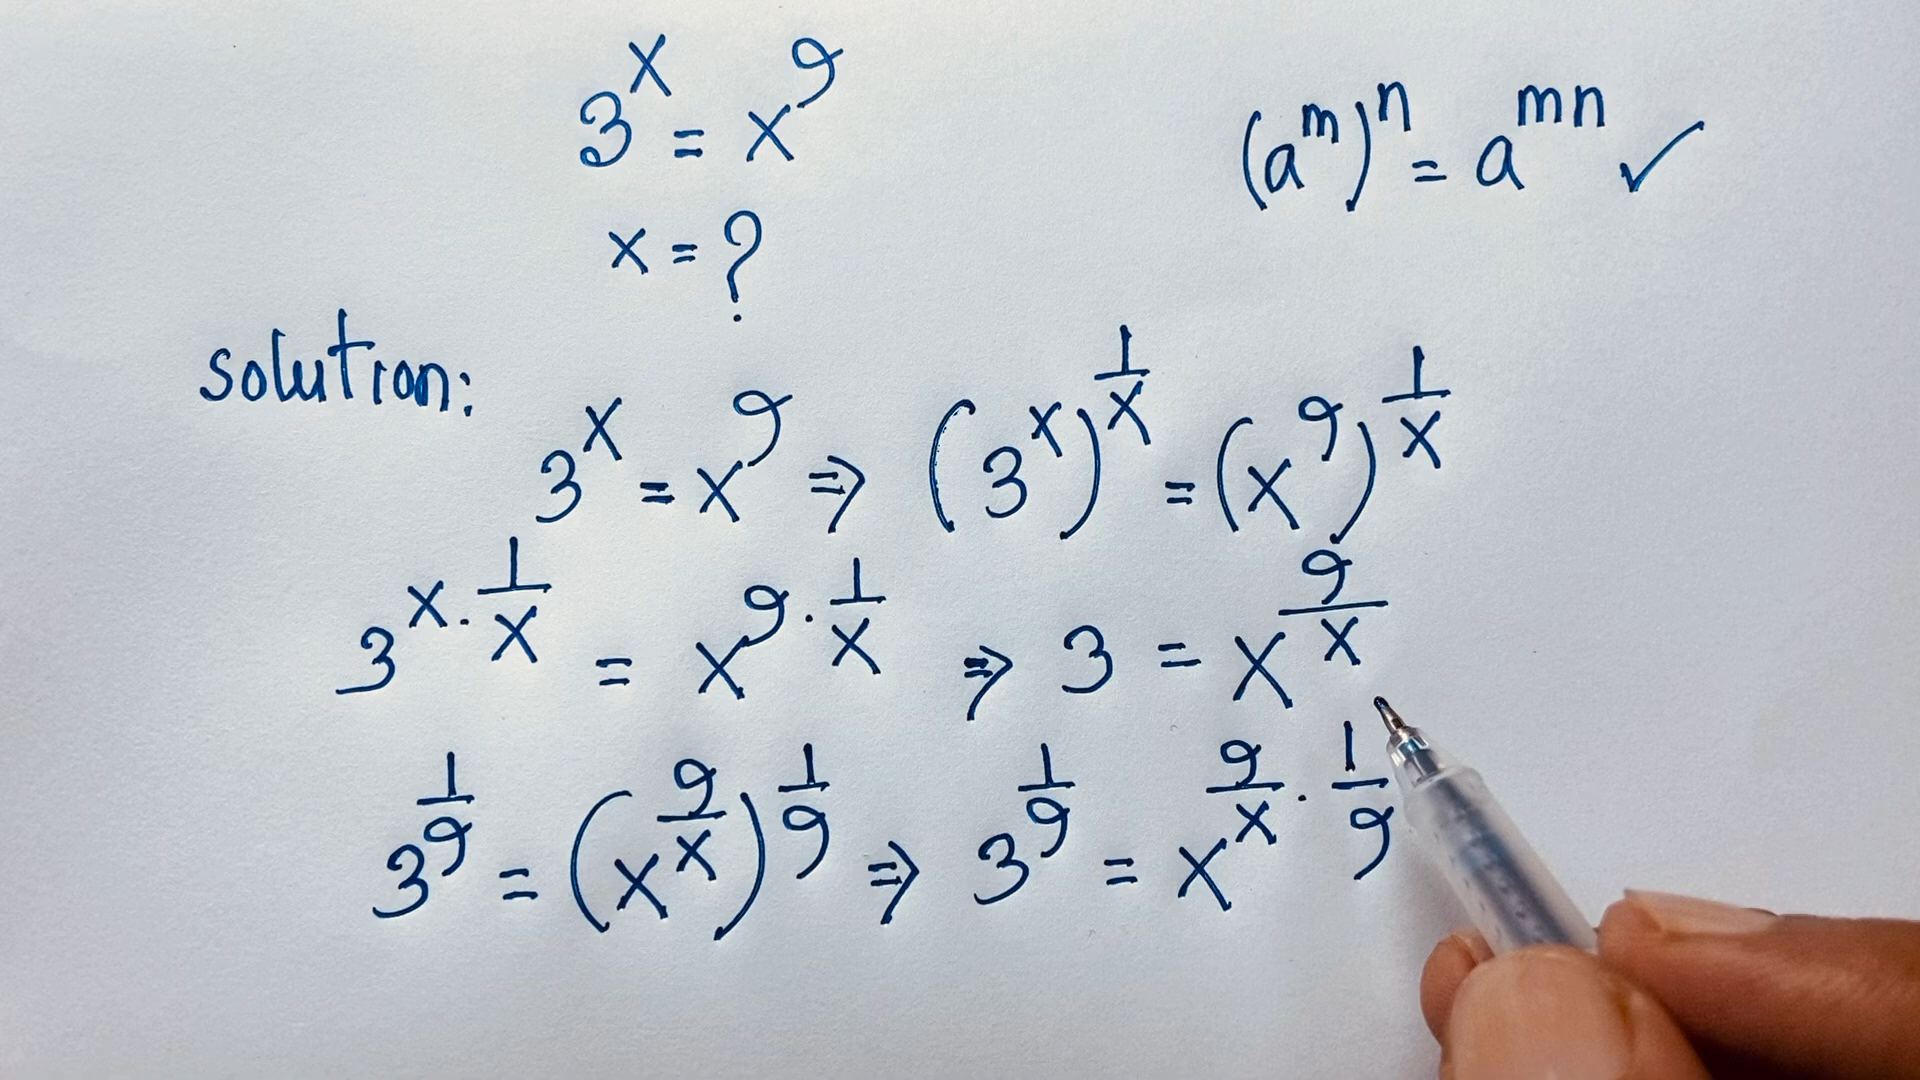 3^x = x^9
(a^m)^n = a^{mn} ✓
x = ?
solution:
3^x = x^9 ⇒ (3^x)^{1/x} = (x^9)^{1/x}
3^{x·1/x} = x^{9·1/x} ⇒ 3 = x^{9/x}
3^{1/9} = (x^{9/x})^{1/9} ⇒ 3^{1/9} = x^{9/x·1/9}